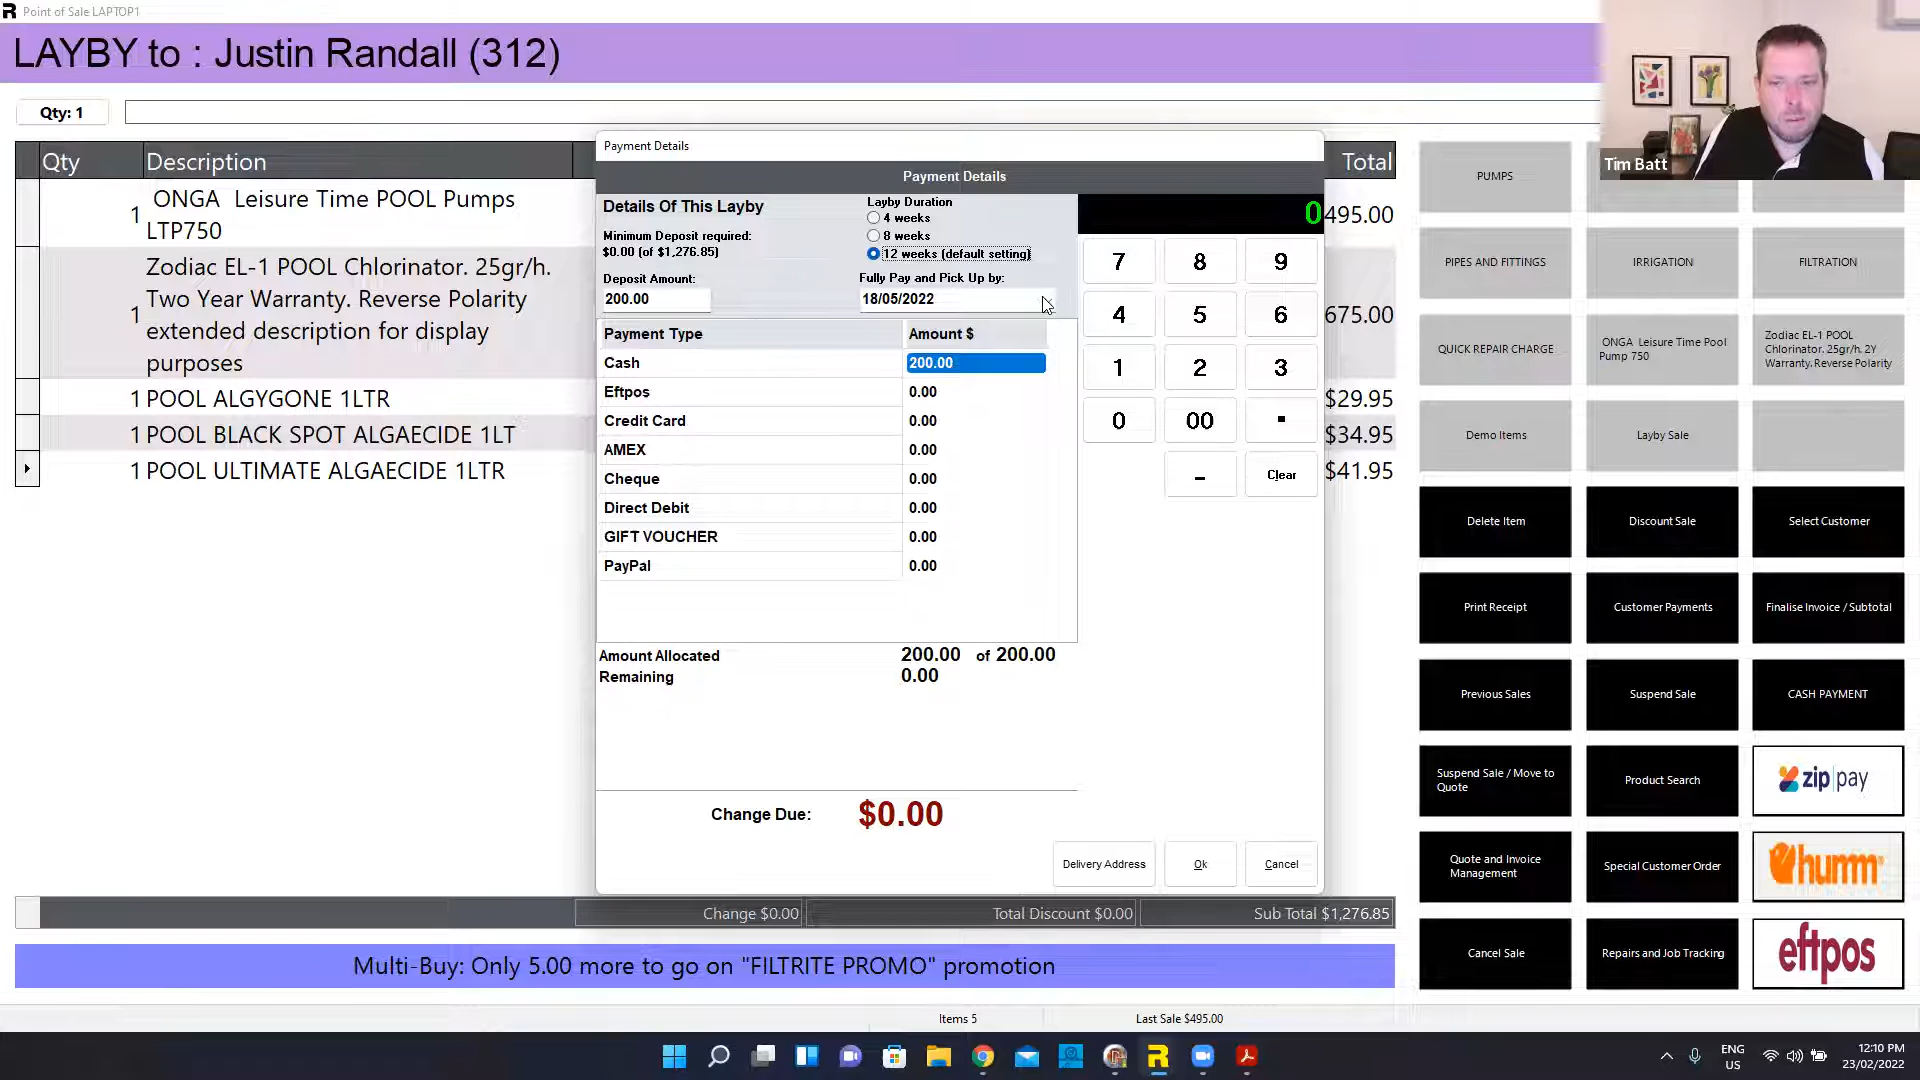 Point of Sale LAPTOP1
LAYBY to : Justin Randall (312)
Tim Batt
Qty: 1
Qty Description Total
1 ONGA Leisure Time POOL Pumps
LTP750
495.00
1 Zodiac EL-1 POOL Chlorinator. 25gr/h.
Two Year Warranty. Reverse Polarity
extended description for display
purposes
675.00
1 POOL ALGYGONE 1LTR $29.95
1 POOL BLACK SPOT ALGAECIDE 1LT $34.95
1 POOL ULTIMATE ALGAECIDE 1LTR $41.95
Payment Details
Payment Details
Details Of This Layby
Minimum Deposit required:
$0.00 (of $1,276.85)
Deposit Amount:
200.00
Layby Duration
4 weeks
8 weeks
12 weeks (default setting)
Fully Pay and Pick Up by:
18/05/2022
Payment Type Amount $
Cash 200.00
Eftpos 0.00
Credit Card 0.00
AMEX 0.00
Cheque 0.00
Direct Debit 0.00
GIFT VOUCHER 0.00
PayPal 0.00
Amount Allocated 200.00 of 200.00
Remaining 0.00
Change Due: $0.00
0
7 8 9
4 5 6
1 2 3
0 00 .
- Clear
Delivery Address Ok Cancel
PUMPS
PIPES AND FITTINGS
IRRIGATION
FILTRATION
QUICK REPAIR CHARGE
ONGA Leisure Time Pool
Pump 750
Zodiac EL-1 POOL
Chlorinator. 25gr/h. 2Y
Warranty. Reverse Polarity
Demo Items
Layby Sale
Delete Item
Discount Sale
Select Customer
Print Receipt
Customer Payments
Finalise Invoice / Subtotal
Previous Sales
Suspend Sale
CASH PAYMENT
Suspend Sale / Move to
Quote
Product Search
zip pay
Quote and Invoice
Management
Special Customer Order
humm
Cancel Sale
Repairs and Job Tracking
eftpos
Change $0.00 Total Discount $0.00 Sub Total $1,276.85
Multi-Buy: Only 5.00 more to go on "FILTRITE PROMO" promotion
Items 5 Last Sale $495.00
ENG
US
12:10 PM
23/02/2022